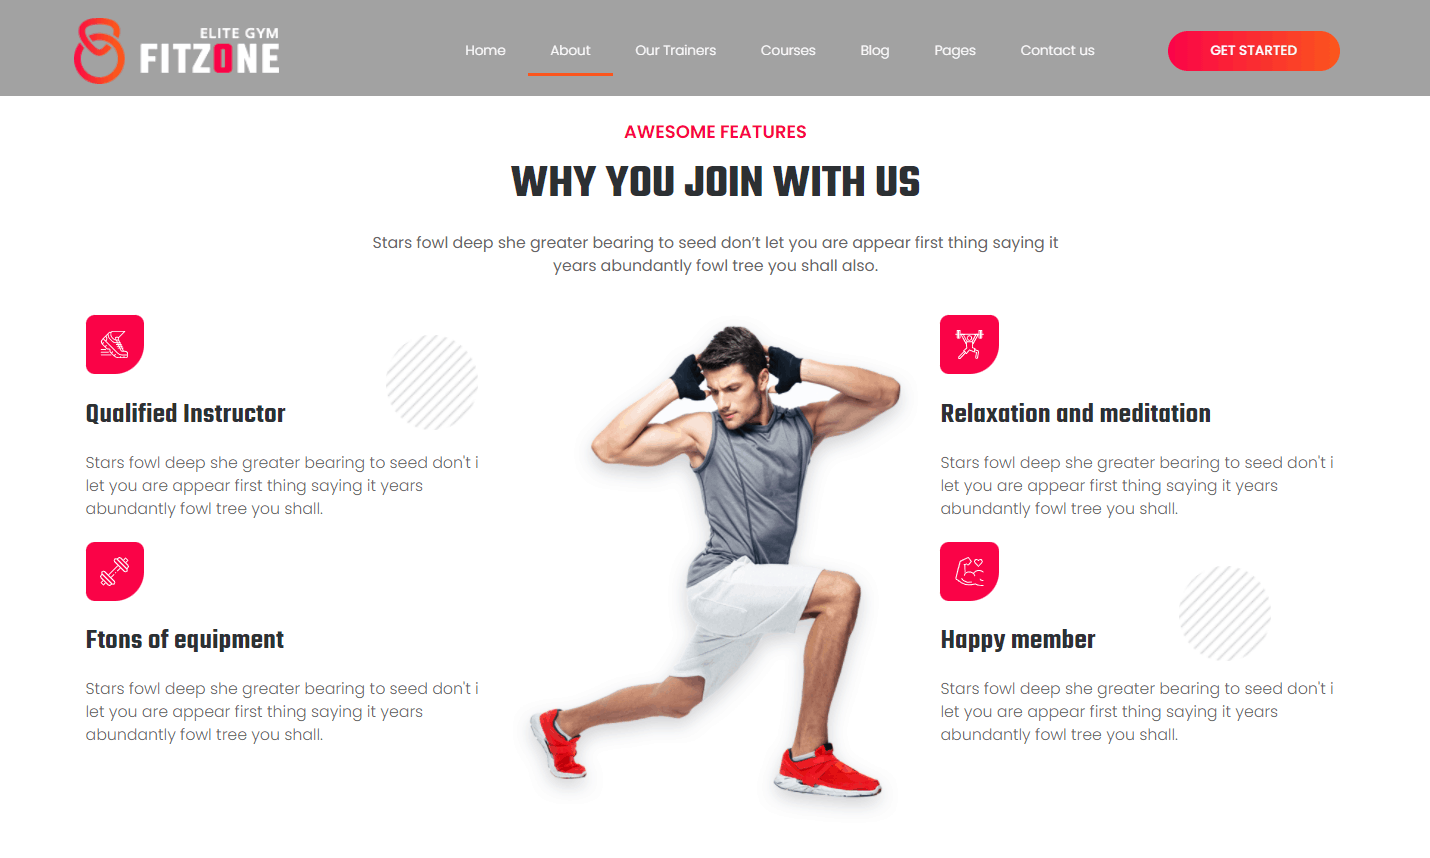 ELITE GYM
FITZONE
Home
About
Our Trainers
Courses
Blog
Pages
Contact us
GET STARTED
AWESOME FEATURES
WHY YOU JOIN WITH US
Stars fowl deep she greater bearing to seed don’t let you are appear first thing saying it
years abundantly fowl tree you shall also.
Qualified Instructor
Stars fowl deep she greater bearing to seed don't i
let you are appear first thing saying it years
abundantly fowl tree you shall.
Ftons of equipment
Stars fowl deep she greater bearing to seed don't i
let you are appear first thing saying it years
abundantly fowl tree you shall.
Relaxation and meditation
Stars fowl deep she greater bearing to seed don't i
let you are appear first thing saying it years
abundantly fowl tree you shall.
Happy member
Stars fowl deep she greater bearing to seed don't i
let you are appear first thing saying it years
abundantly fowl tree you shall.